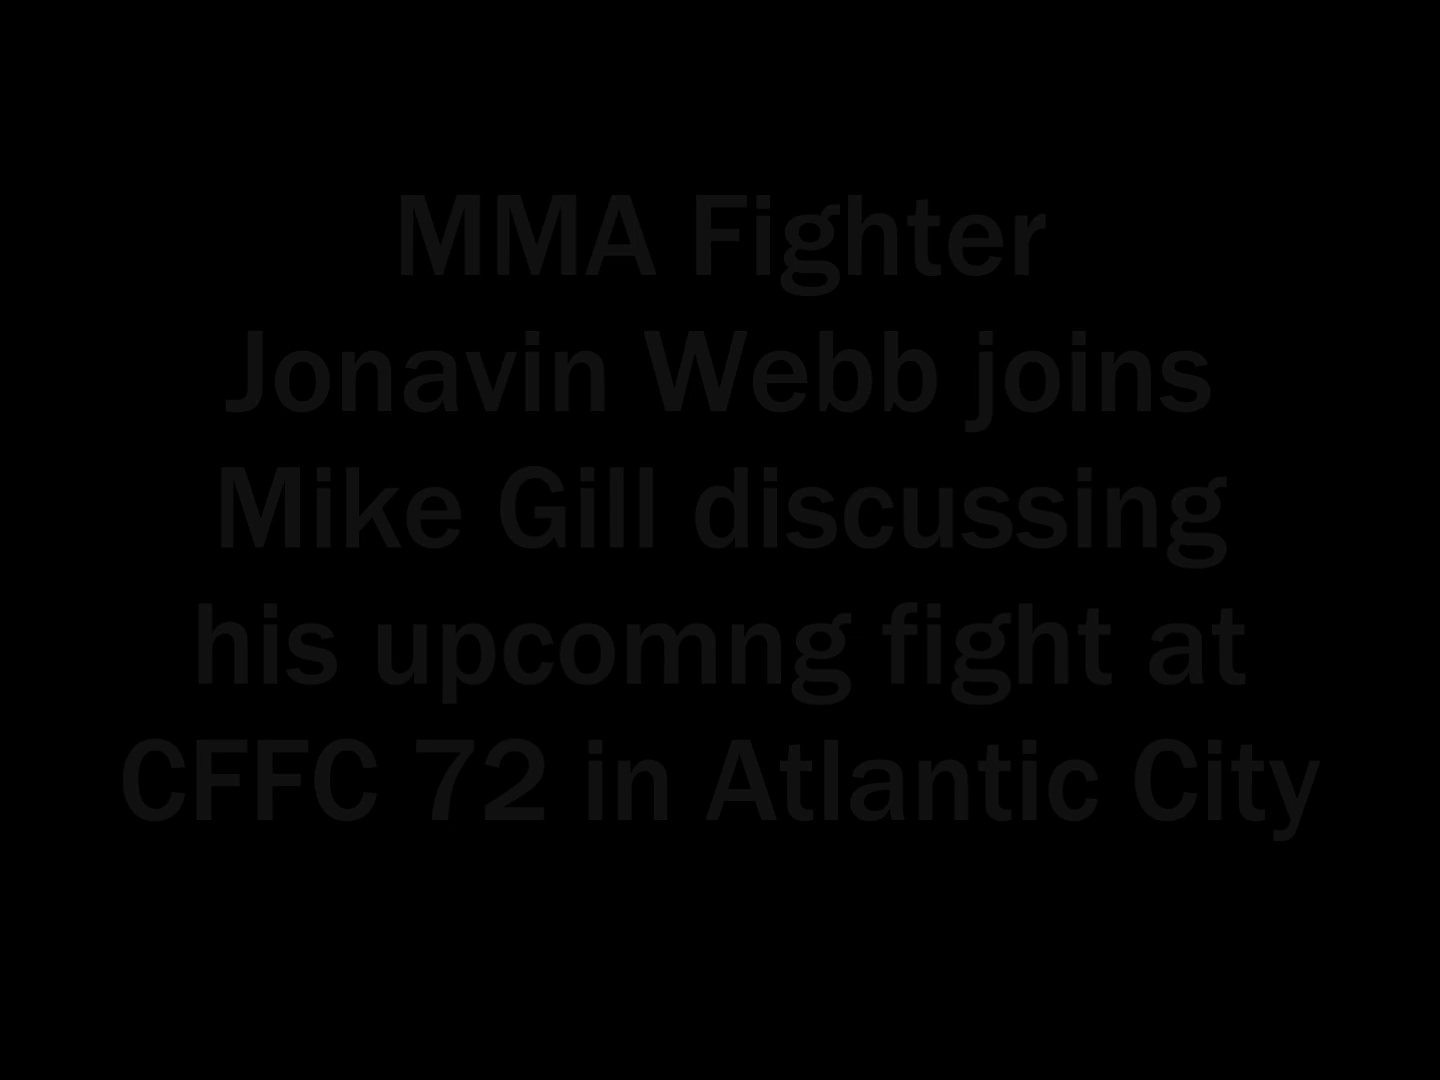 MMA Fighter
Jonavin Webb joins
Mike Gill discussing
his upcomng fight at
CFFC 72 in Atlantic City